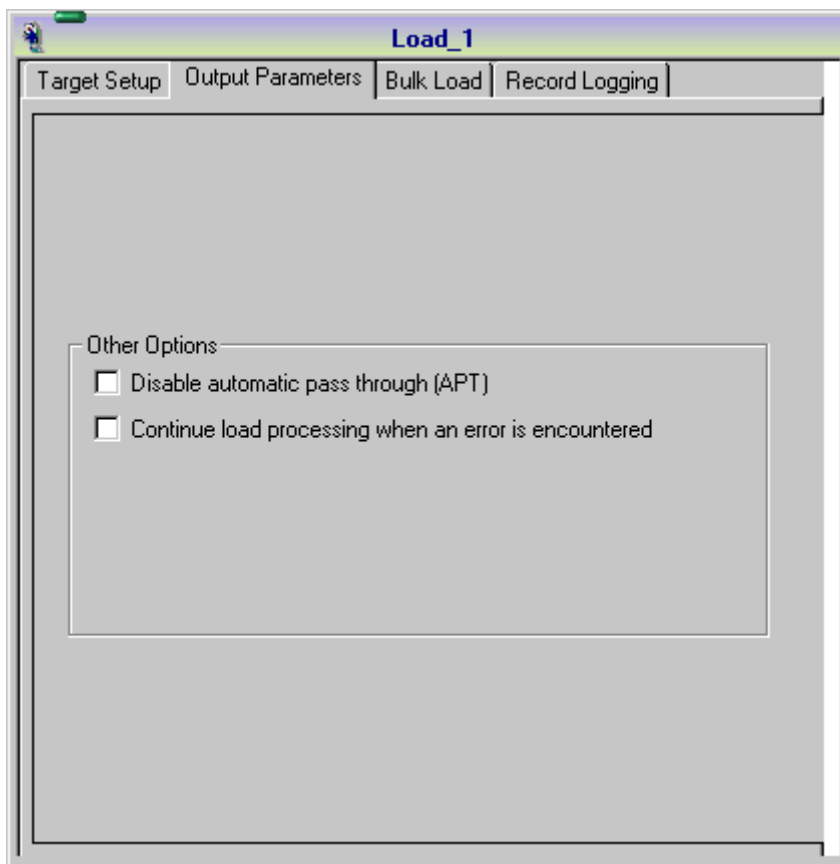 Load_1
Target Setup Output Parameters Bulk Load Record Logging
Other Options
Disable automatic pass through (APT)
Continue load processing when an error is encountered